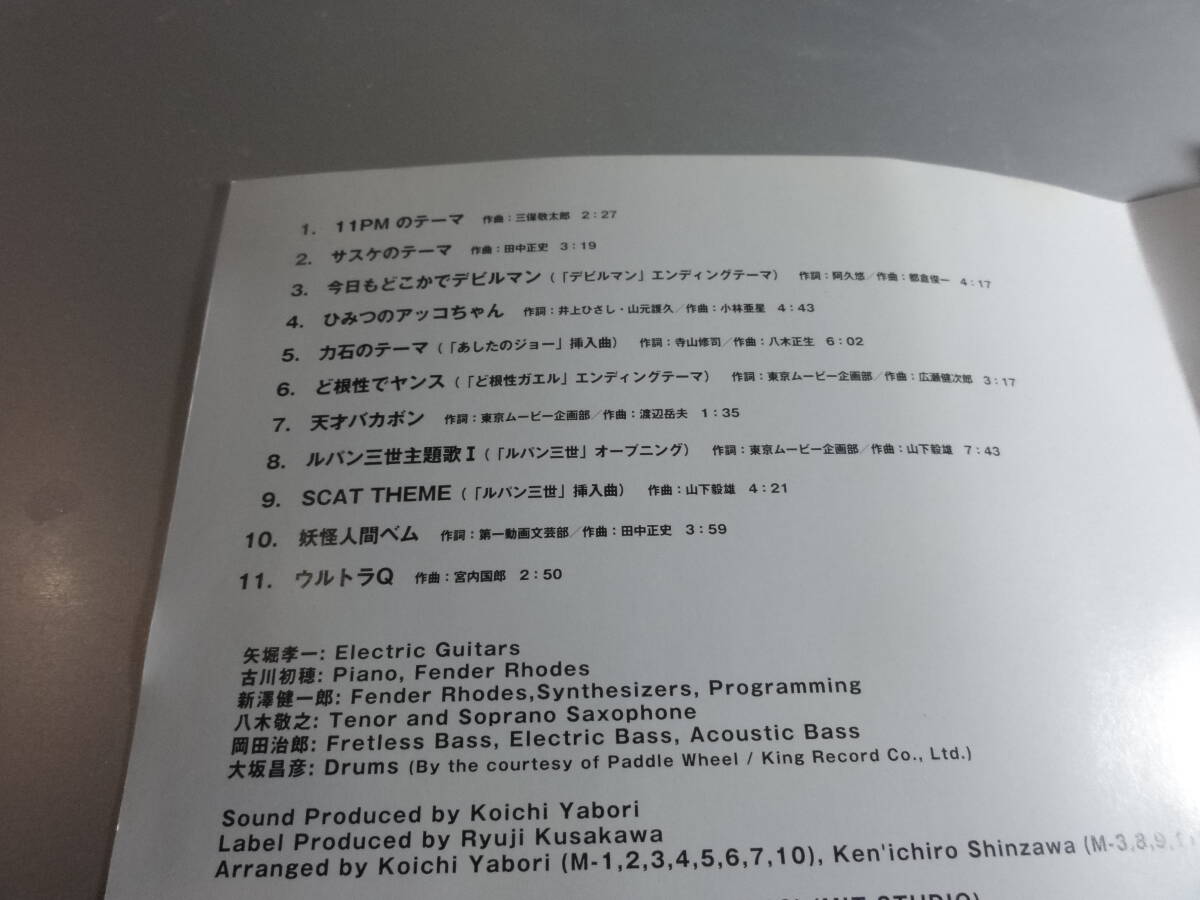 1. 11PM のテーマ 作曲：三保敬太郎 2：27
2. サスケのテーマ 作曲：田中正史 3：19
3. 今日もどこかでデビルマン（「デビルマン」エンディングテーマ） 作詞：阿久悠／作曲：都倉俊一 4：17
4. ひみつのアッコちゃん 作詞：井上ひさし・山元護久／作曲：小林亜星 4：43
5. 力石のテーマ（「あしたのジョー」挿入曲） 作詞：寺山修司／作曲：八木正生 6：02
6. ど根性でヤンス（「ど根性ガエル」エンディングテーマ） 作詞：東京ムービー企画部／作曲：広瀬健次郎 3：17
7. 天才バカボン 作詞：東京ムービー企画部／作曲：渡辺岳夫 1：35
8. ルパン三世主題歌Ⅰ（「ルパン三世」オープニング） 作詞：東京ムービー企画部／作曲：山下毅雄 7：43
9. SCAT THEME（「ルパン三世」挿入曲） 作曲：山下毅雄 4：21
10. 妖怪人間ベム 作詞：第一動画文芸部／作曲：田中正史 3：59
11. ウルトラQ 作曲：宮内国郎 2：50
矢堀孝一: Electric Guitars
古川初穂: Piano, Fender Rhodes
新澤健一郎: Fender Rhodes,Synthesizers, Programming
八木敬之: Tenor and Soprano Saxophone
岡田治郎: Fretless Bass, Electric Bass, Acoustic Bass
大坂昌彦: Drums (By the courtesy of Paddle Wheel / King Record Co., Ltd.)
Sound Produced by Koichi Yabori
Label Produced by Ryuji Kusakawa
Arranged by Koichi Yabori (M-1,2,3,4,5,6,7,10), Ken'ichiro Shinzawa (M-3,8,9,1
STUDIO)